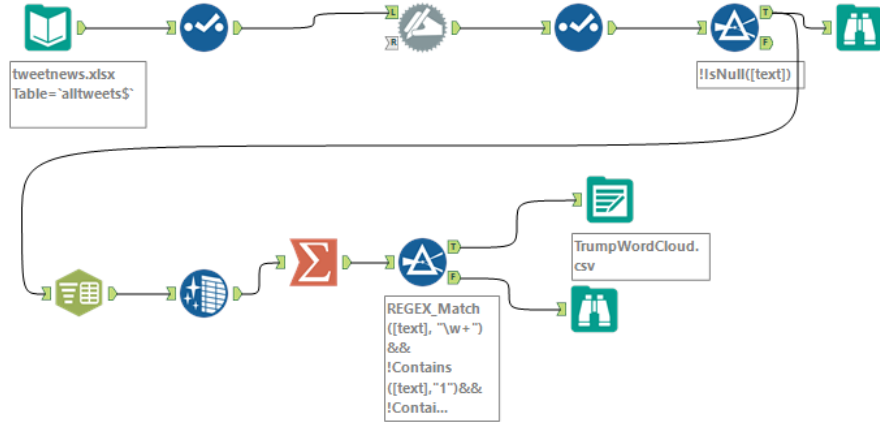 L
R
T
F
tweetnews.xlsx
Table=`alltweets$`
!IsNull([text])
T
F
TrumpWordCloud.
csv
REGEX_Match
([text], "\w+")
&&
!Contains
([text],"1")&&
!Contai...